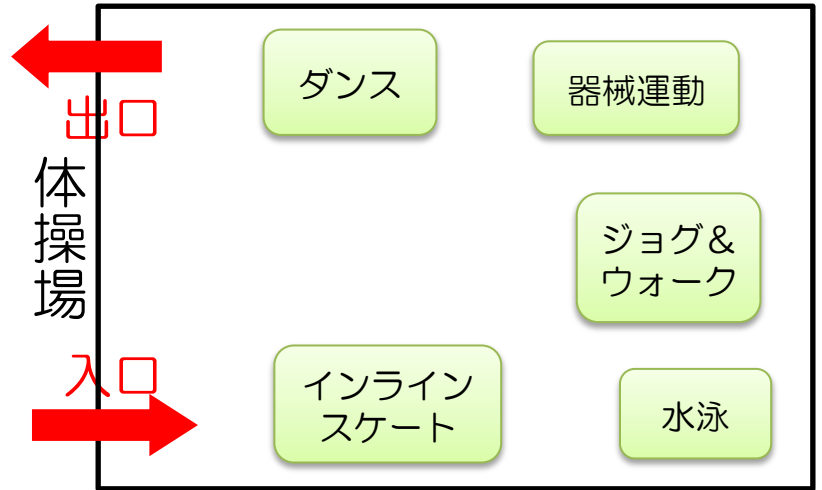 ダンス
器械運動
出口
体操場
ジョグ&
ウォーク
入口
インライン
スケート
水泳